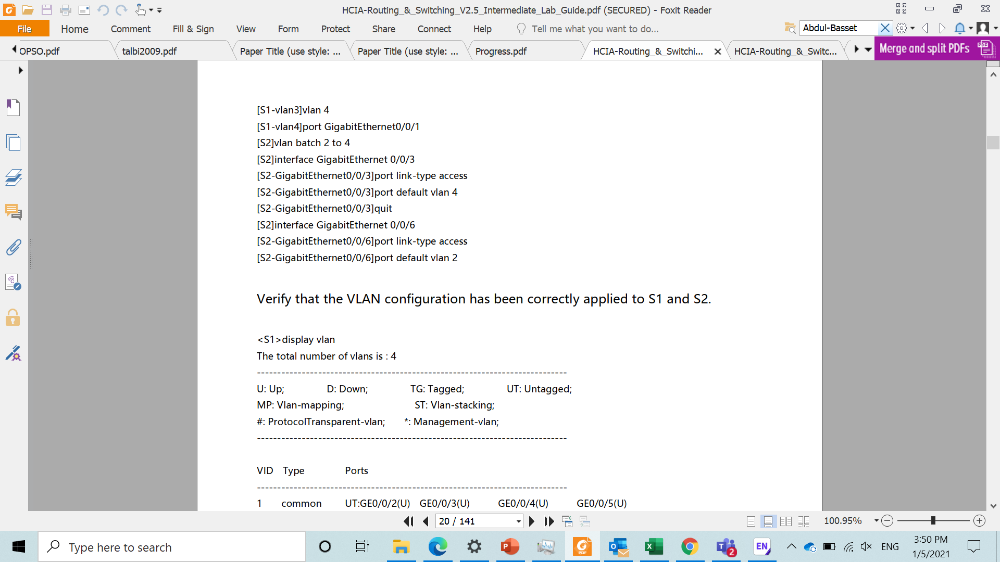 HCIA-Routing_&_Switching_V2.5_Intermediate_Lab_Guide.pdf (SECURED) - Foxit Reader
File Home Comment Fill & Sign View Form Protect Share Connect Help Tell me what you want to do... Abdul-Basset
OPSO.pdf talbi2009.pdf Paper Title (use style: ... Paper Title (use style: ... Progress.pdf HCIA-Routing_&_Switchi... HCIA-Routing_&_Switc... Merge and split PDFs
[S1-vlan3]vlan 4
[S1-vlan4]port GigabitEthernet0/0/1
[S2]vlan batch 2 to 4
[S2]interface GigabitEthernet 0/0/3
[S2-GigabitEthernet0/0/3]port link-type access
[S2-GigabitEthernet0/0/3]port default vlan 4
[S2-GigabitEthernet0/0/3]quit
[S2]interface GigabitEthernet 0/0/6
[S2-GigabitEthernet0/0/6]port link-type access
[S2-GigabitEthernet0/0/6]port default vlan 2
Verify that the VLAN configuration has been correctly applied to S1 and S2.
<S1>display vlan
The total number of vlans is : 4
----------------------------------------------------------------------------
U: Up; D: Down; TG: Tagged; UT: Untagged;
MP: Vlan-mapping; ST: Vlan-stacking;
#: ProtocolTransparent-vlan; *: Management-vlan;
----------------------------------------------------------------------------
VID Type Ports
----------------------------------------------------------------------------
1 common UT:GE0/0/2(U) GE0/0/3(U) GE0/0/4(U) GE0/0/5(U)
20 / 141 100.95%
Type here to search 2 EN ENG 3:50 PM
1/5/2021